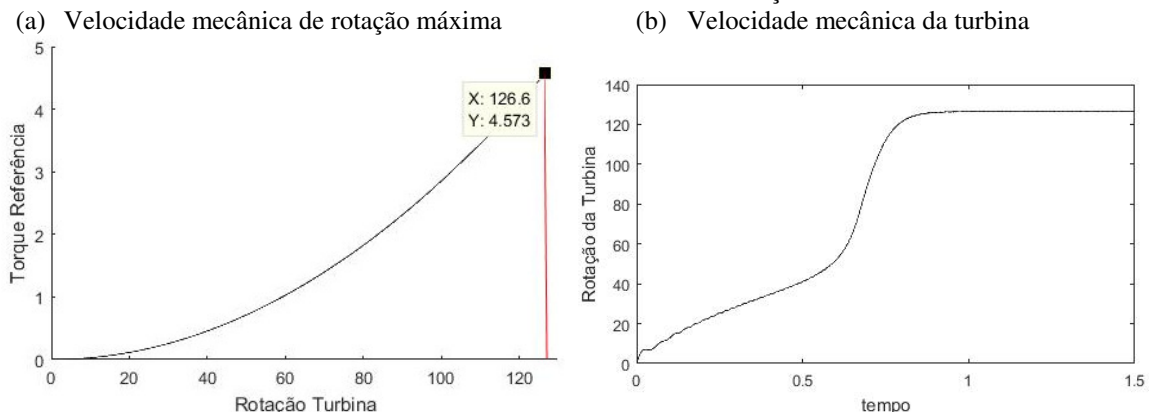 (a) Velocidade mecânica de rotação máxima
(b) Velocidade mecânica da turbina
5
4
3
2
1
0
Torque Referência
X: 126.6
Y: 4.573
0 20 40 60 80 100 120
Rotação Turbina
140
120
100
80
60
40
20
0
Rotação da Turbina
0 0.5 1 1.5
tempo